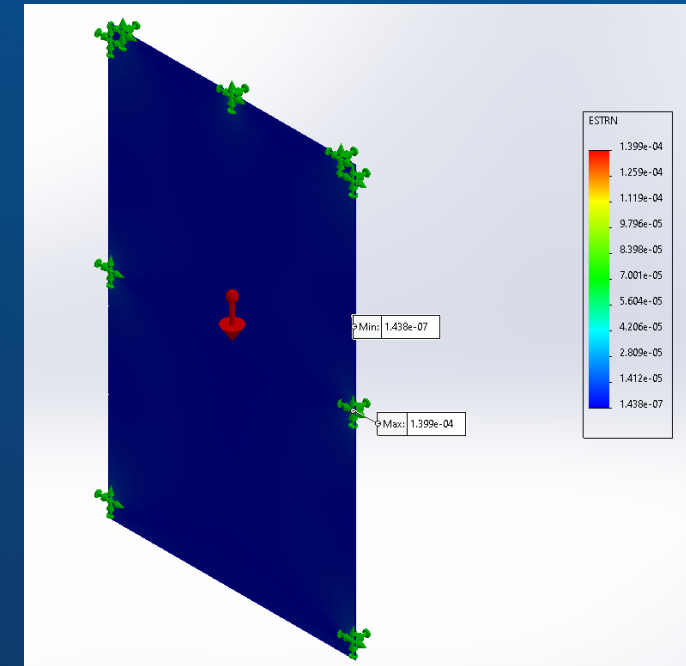 ESTRN
1.399e-04
1.259e-04
1.119e-04
9.796e-05
8.398e-05
7.001e-05
5.604e-05
4.206e-05
2.809e-05
1.412e-05
1.438e-07
Min: 1.438e-07
Max: 1.399e-04